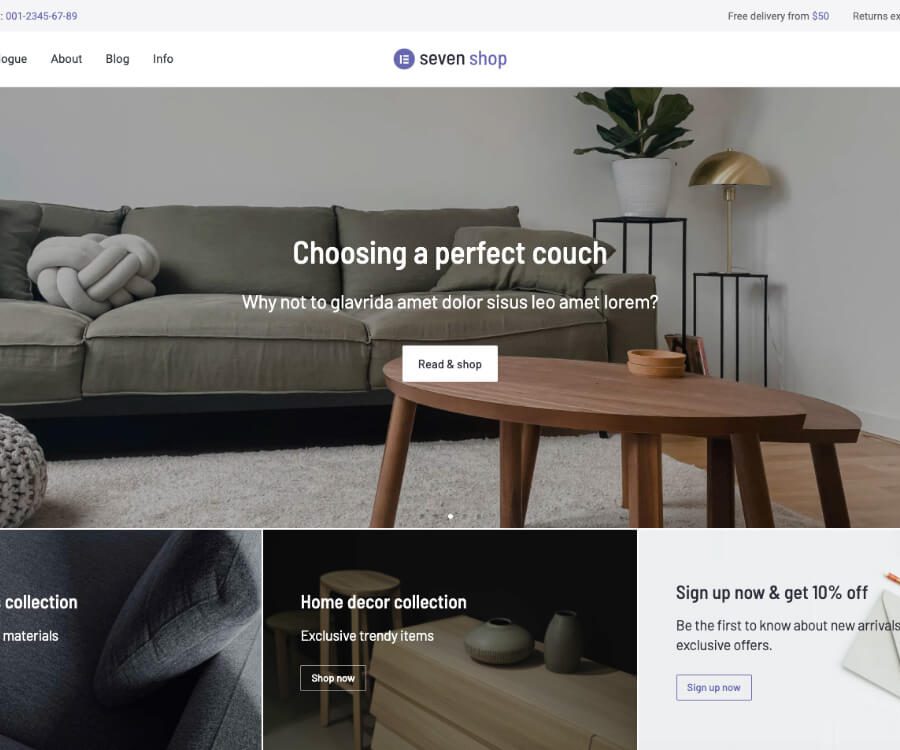 : 001-2345-67-89
Free delivery from $50
Returns
About
Blog
Info
seven shop
Choosing a perfect couch
Why not to glavrida amet dolor sisus leo amet lorem?
Read & shop
collection
materials
Home decor collection
Exclusive trendy items
Shop now
Sign up now & get 10% off
Be the first to know about new arrivals
exclusive offers.
Sign up now